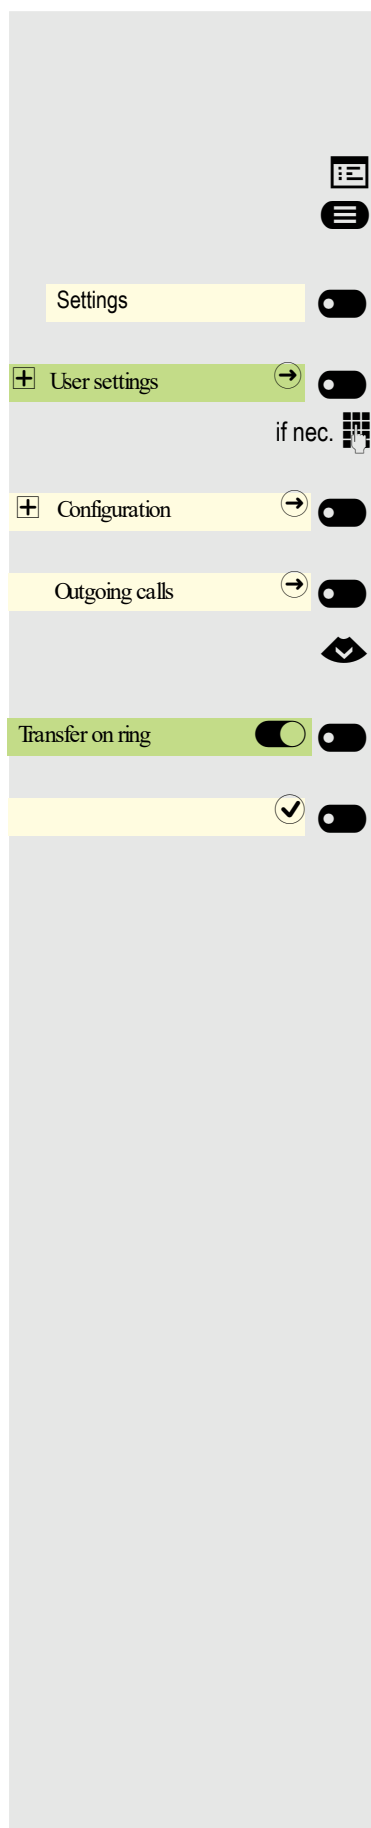 Settings
User settings
if nec.
Configuration
Outgoing calls
Transfer on ring